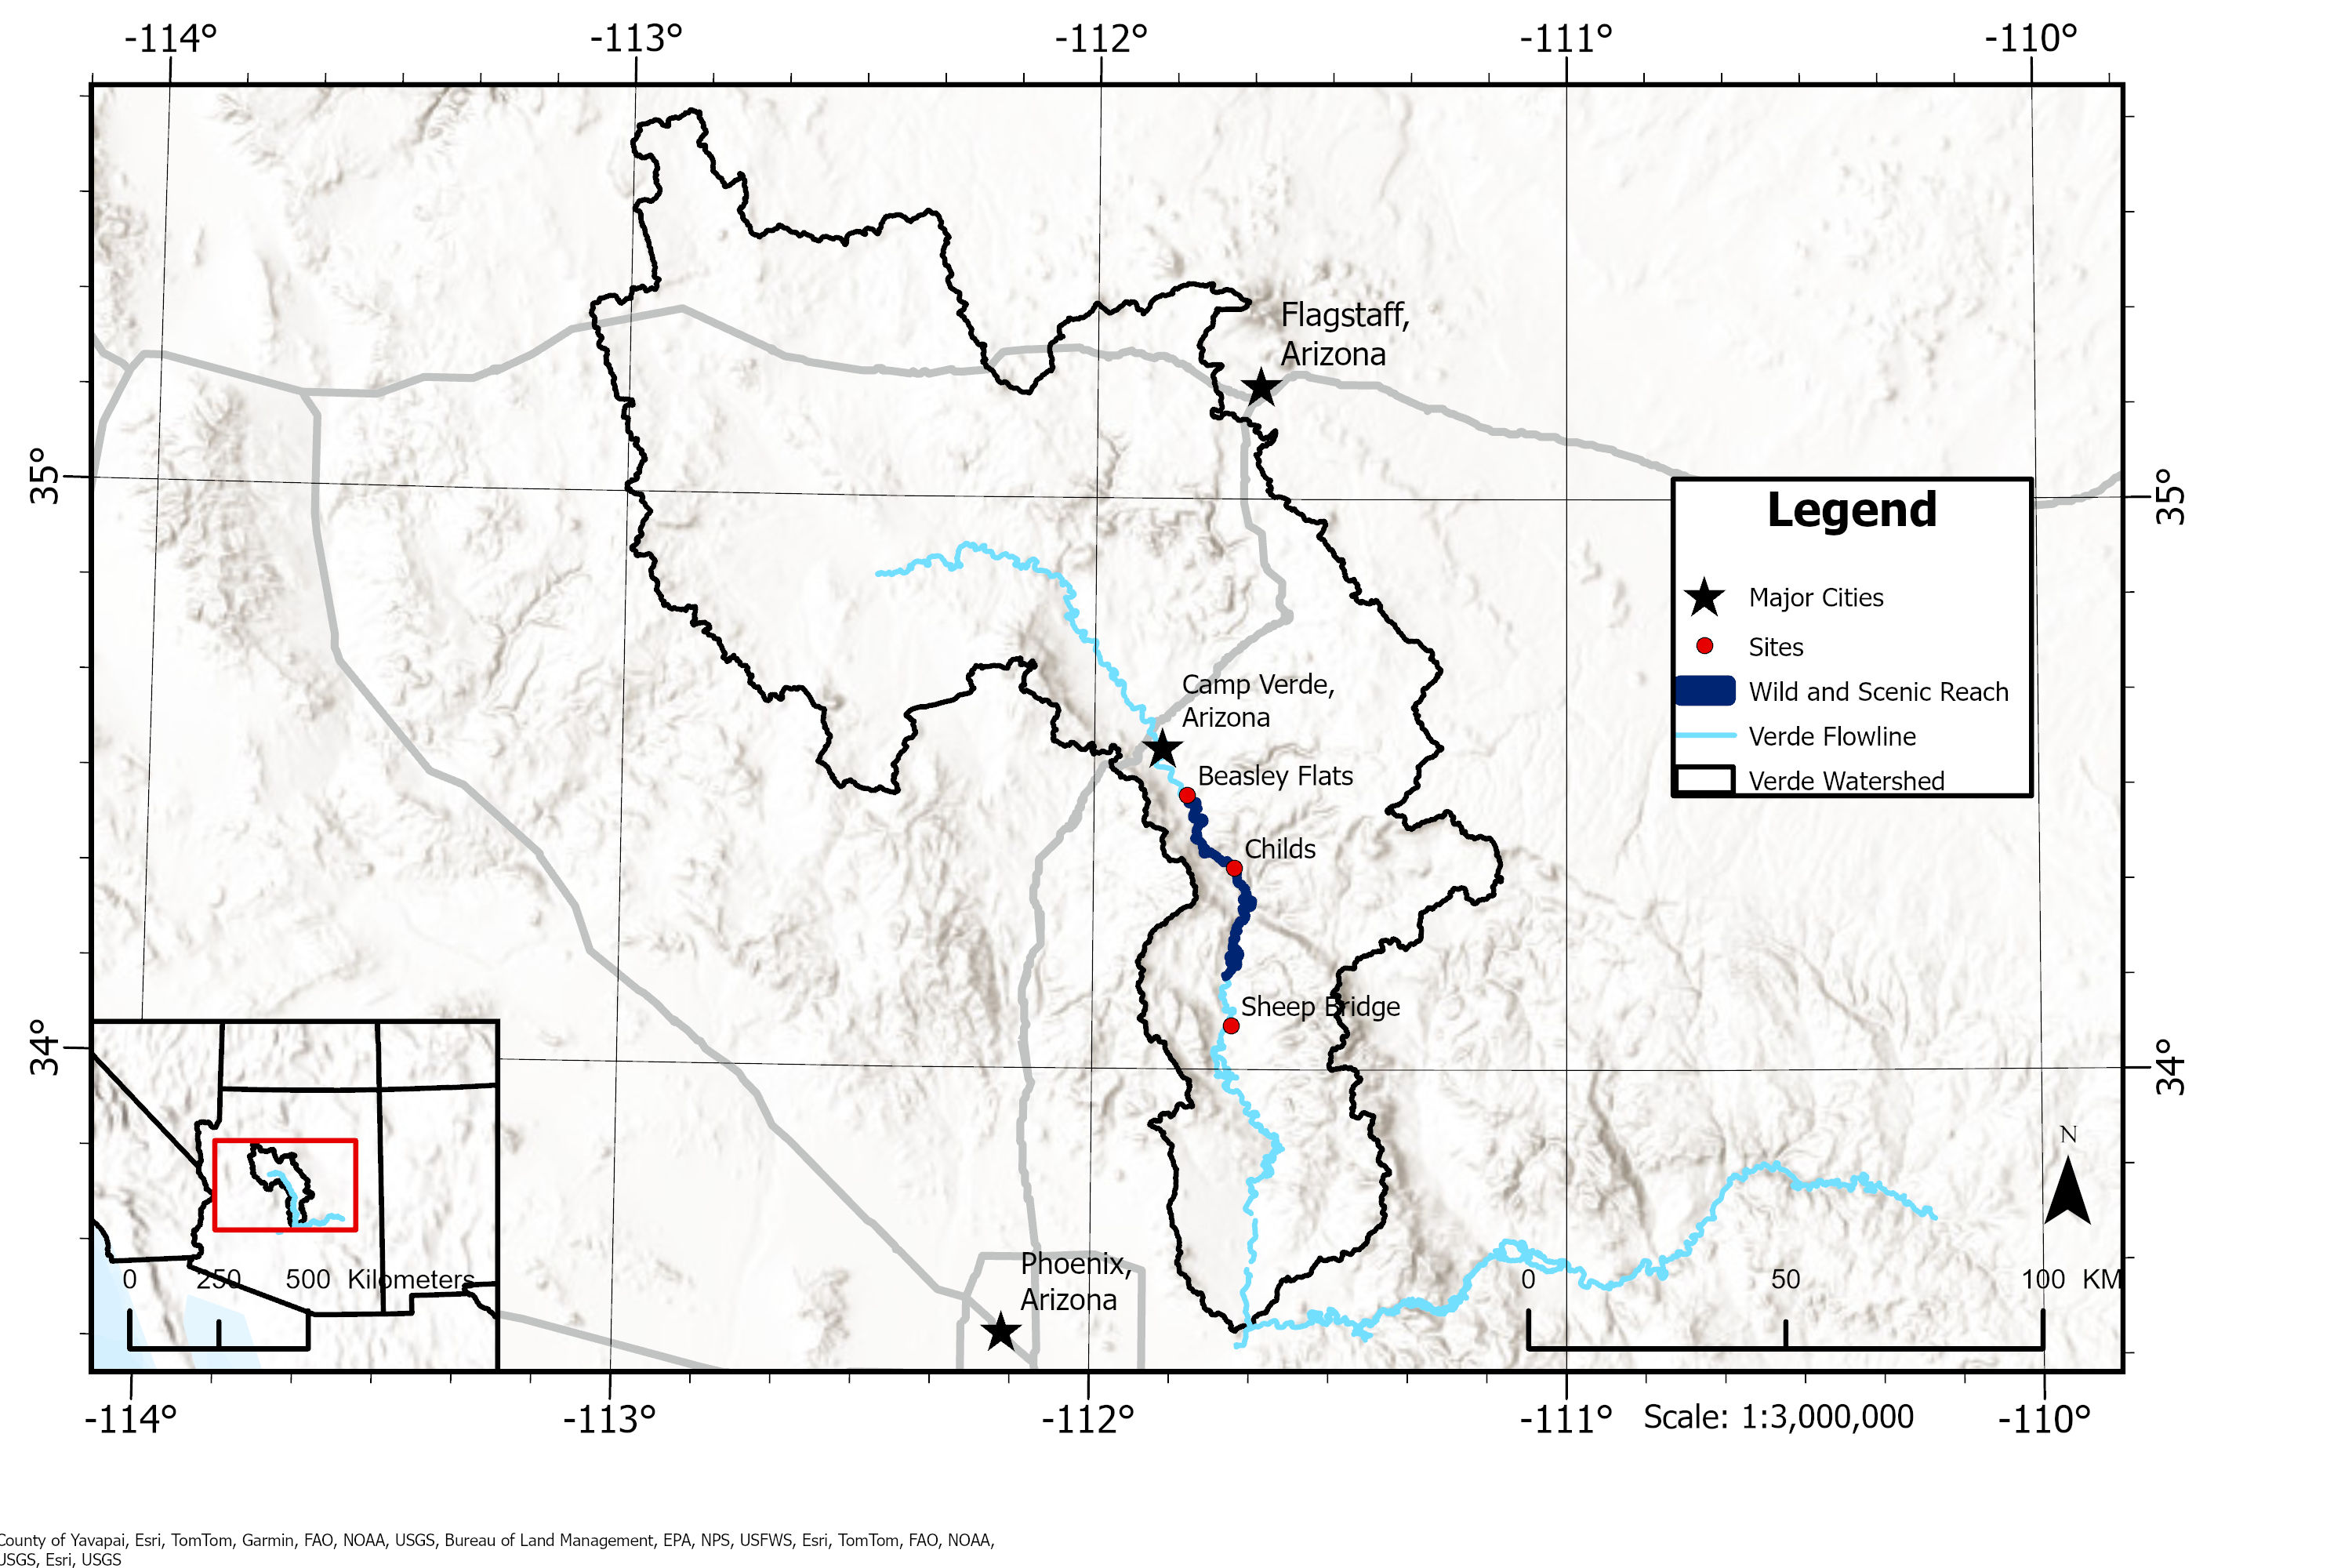 -114°
-113°
-112°
-111°
-110°
Flagstaff,
Arizona
35°
35°
Legend
Major Cities
Sites
Wild and Scenic Reach
Verde Flowline
Verde Watershed
Camp Verde,
Arizona
Beasley Flats
Childs
Sheep Bridge
34°
34°
N
Phoenix,
Arizona
0 250 500 Kilometers
0 50 100 KM
-114°
-113°
-112°
-111°
Scale: 1:3,000,000
-110°
County of Yavapai, Esri, TomTom, Garmin, FAO, NOAA, USGS, Bureau of Land Management, EPA, NPS, USFWS, Esri, TomTom, FAO, NOAA,
USGS, Esri, USGS